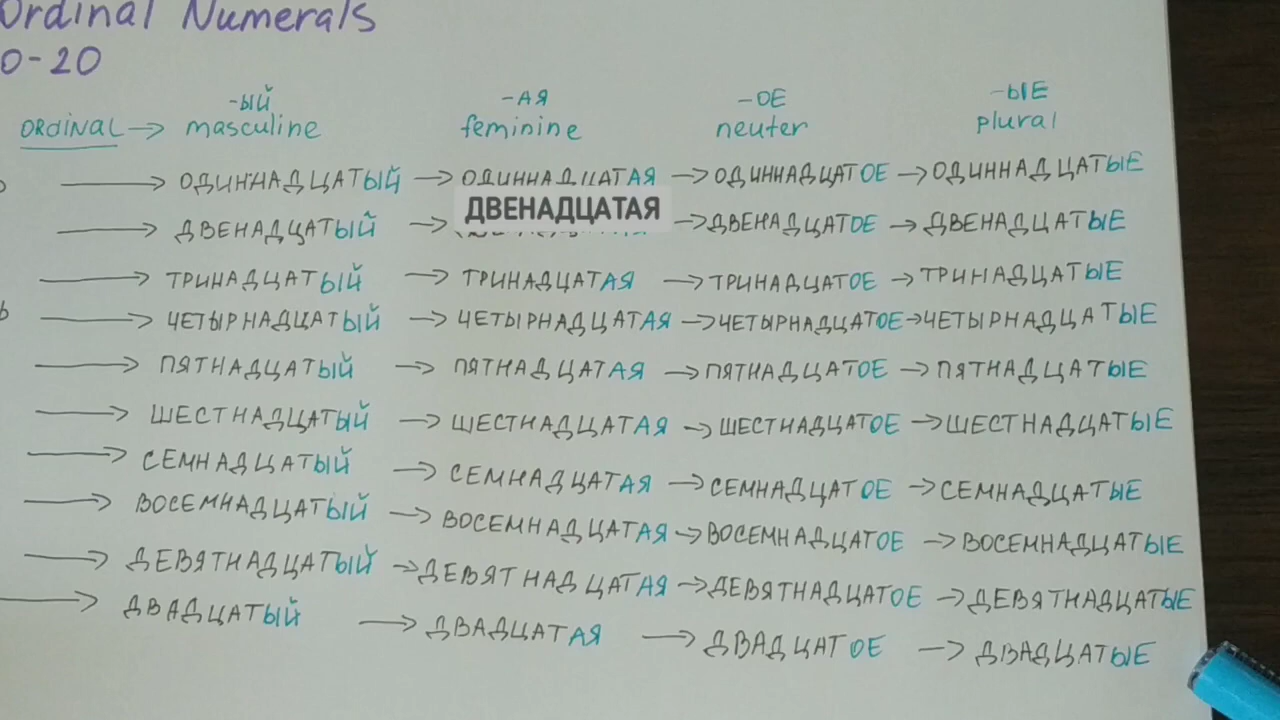 Ordinal Numerals
0-20
-ЫЙ -АЯ -ОЕ -ЫЕ
ORDINAL → masculine feminine neuter plural
→ ОДИННАДЦАТЫЙ → ОДИННАДЦАТАЯ → ОДИННАДЦАТОЕ → ОДИННАДЦАТЫЕ
→ ДВЕНАДЦАТЫЙ → ДВЕНАДЦАТАЯ → ДВЕНАДЦАТОЕ → ДВЕНАДЦАТЫЕ
→ ТРИНАДЦАТЫЙ → ТРИНАДЦАТАЯ → ТРИНАДЦАТОЕ → ТРИНАДЦАТЫЕ
→ ЧЕТЫРНАДЦАТЫЙ → ЧЕТЫРНАДЦАТАЯ → ЧЕТЫРНАДЦАТОЕ → ЧЕТЫРНАДЦАТЫЕ
→ ПЯТНАДЦАТЫЙ → ПЯТНАДЦАТАЯ → ПЯТНАДЦАТОЕ → ПЯТНАДЦАТЫЕ
→ ШЕСТНАДЦАТЫЙ → ШЕСТНАДЦАТАЯ → ШЕСТНАДЦАТОЕ → ШЕСТНАДЦАТЫЕ
→ СЕМНАДЦАТЫЙ → СЕМНАДЦАТАЯ → СЕМНАДЦАТОЕ → СЕМНАДЦАТЫЕ
→ ВОСЕМНАДЦАТЫЙ → ВОСЕМНАДЦАТАЯ → ВОСЕМНАДЦАТОЕ → ВОСЕМНАДЦАТЫЕ
→ ДЕВЯТНАДЦАТЫЙ → ДЕВЯТНАДЦАТАЯ → ДЕВЯТНАДЦАТОЕ → ДЕВЯТНАДЦАТЫЕ
→ ДВАДЦАТЫЙ → ДВАДЦАТАЯ → ДВАДЦАТОЕ → ДВАДЦАТЫЕ